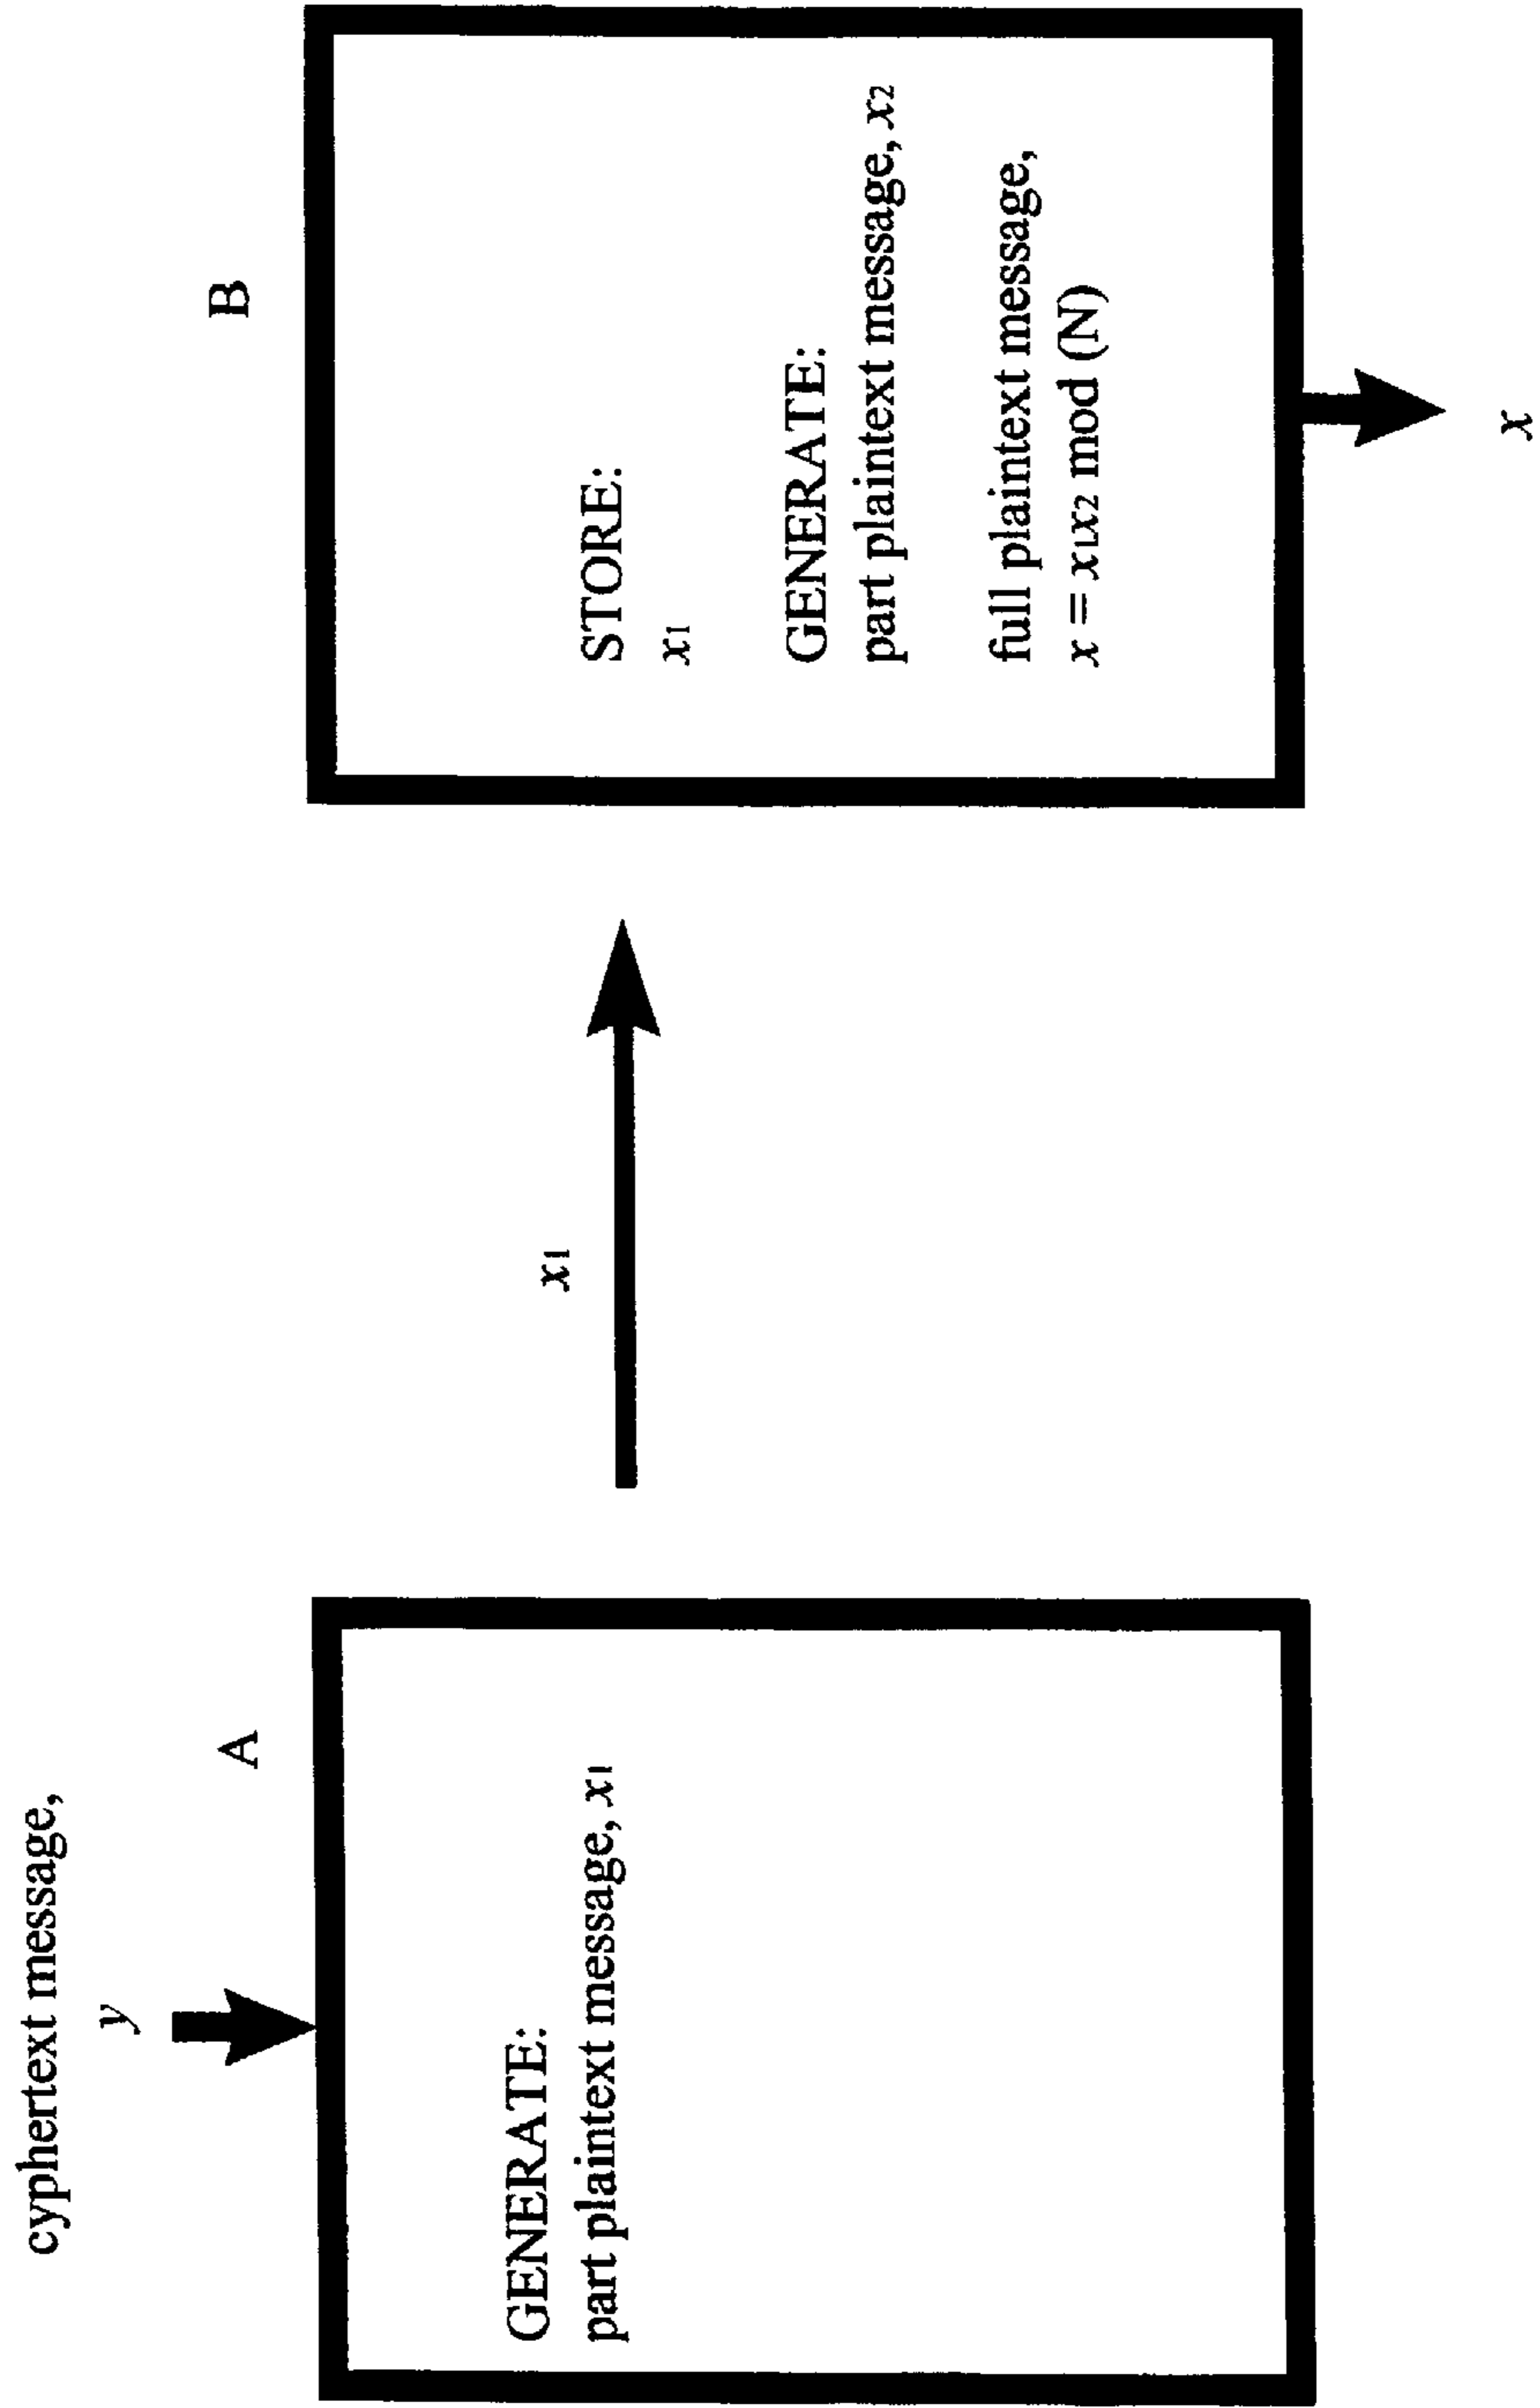 cyphertext message,
y
A
GENERATE:
part plaintext message, x1
x1
B
STORE:
x1
GENERATE:
part plaintext message, x2
full plaintext message,
x = x1x2 mod (N)
x